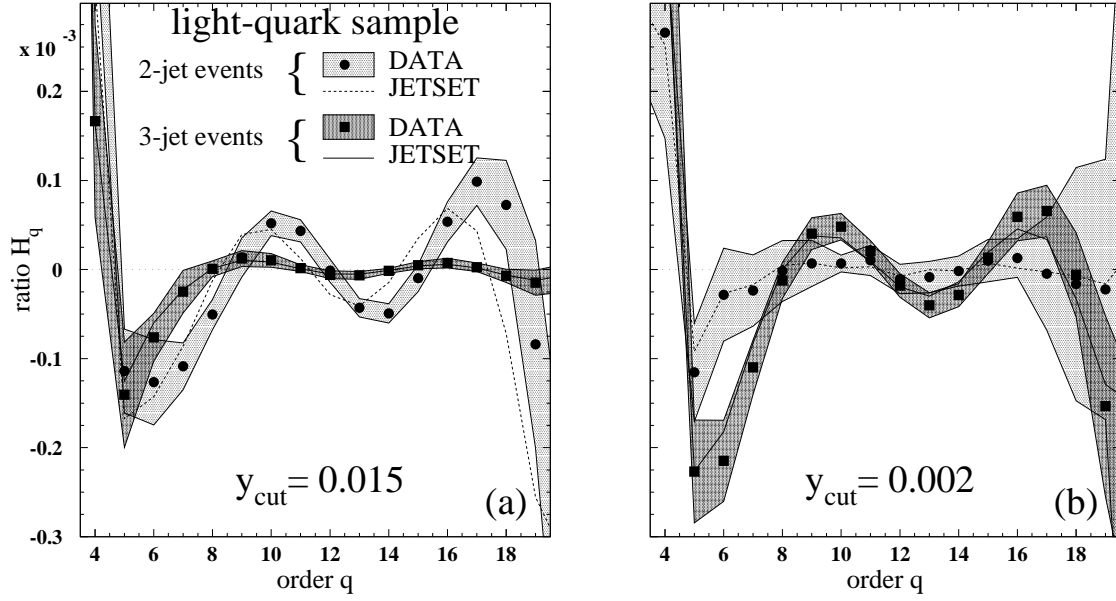 light-quark sample
x 10 -3
2-jet events { DATA
JETSET
3-jet events { DATA
JETSET
ratio H_q
0.2
0.1
0
-0.1
-0.2
-0.3
y_cut = 0.015
(a)
4 6 8 10 12 14 16 18
order q
y_cut = 0.002
(b)
4 6 8 10 12 14 16 18
order q